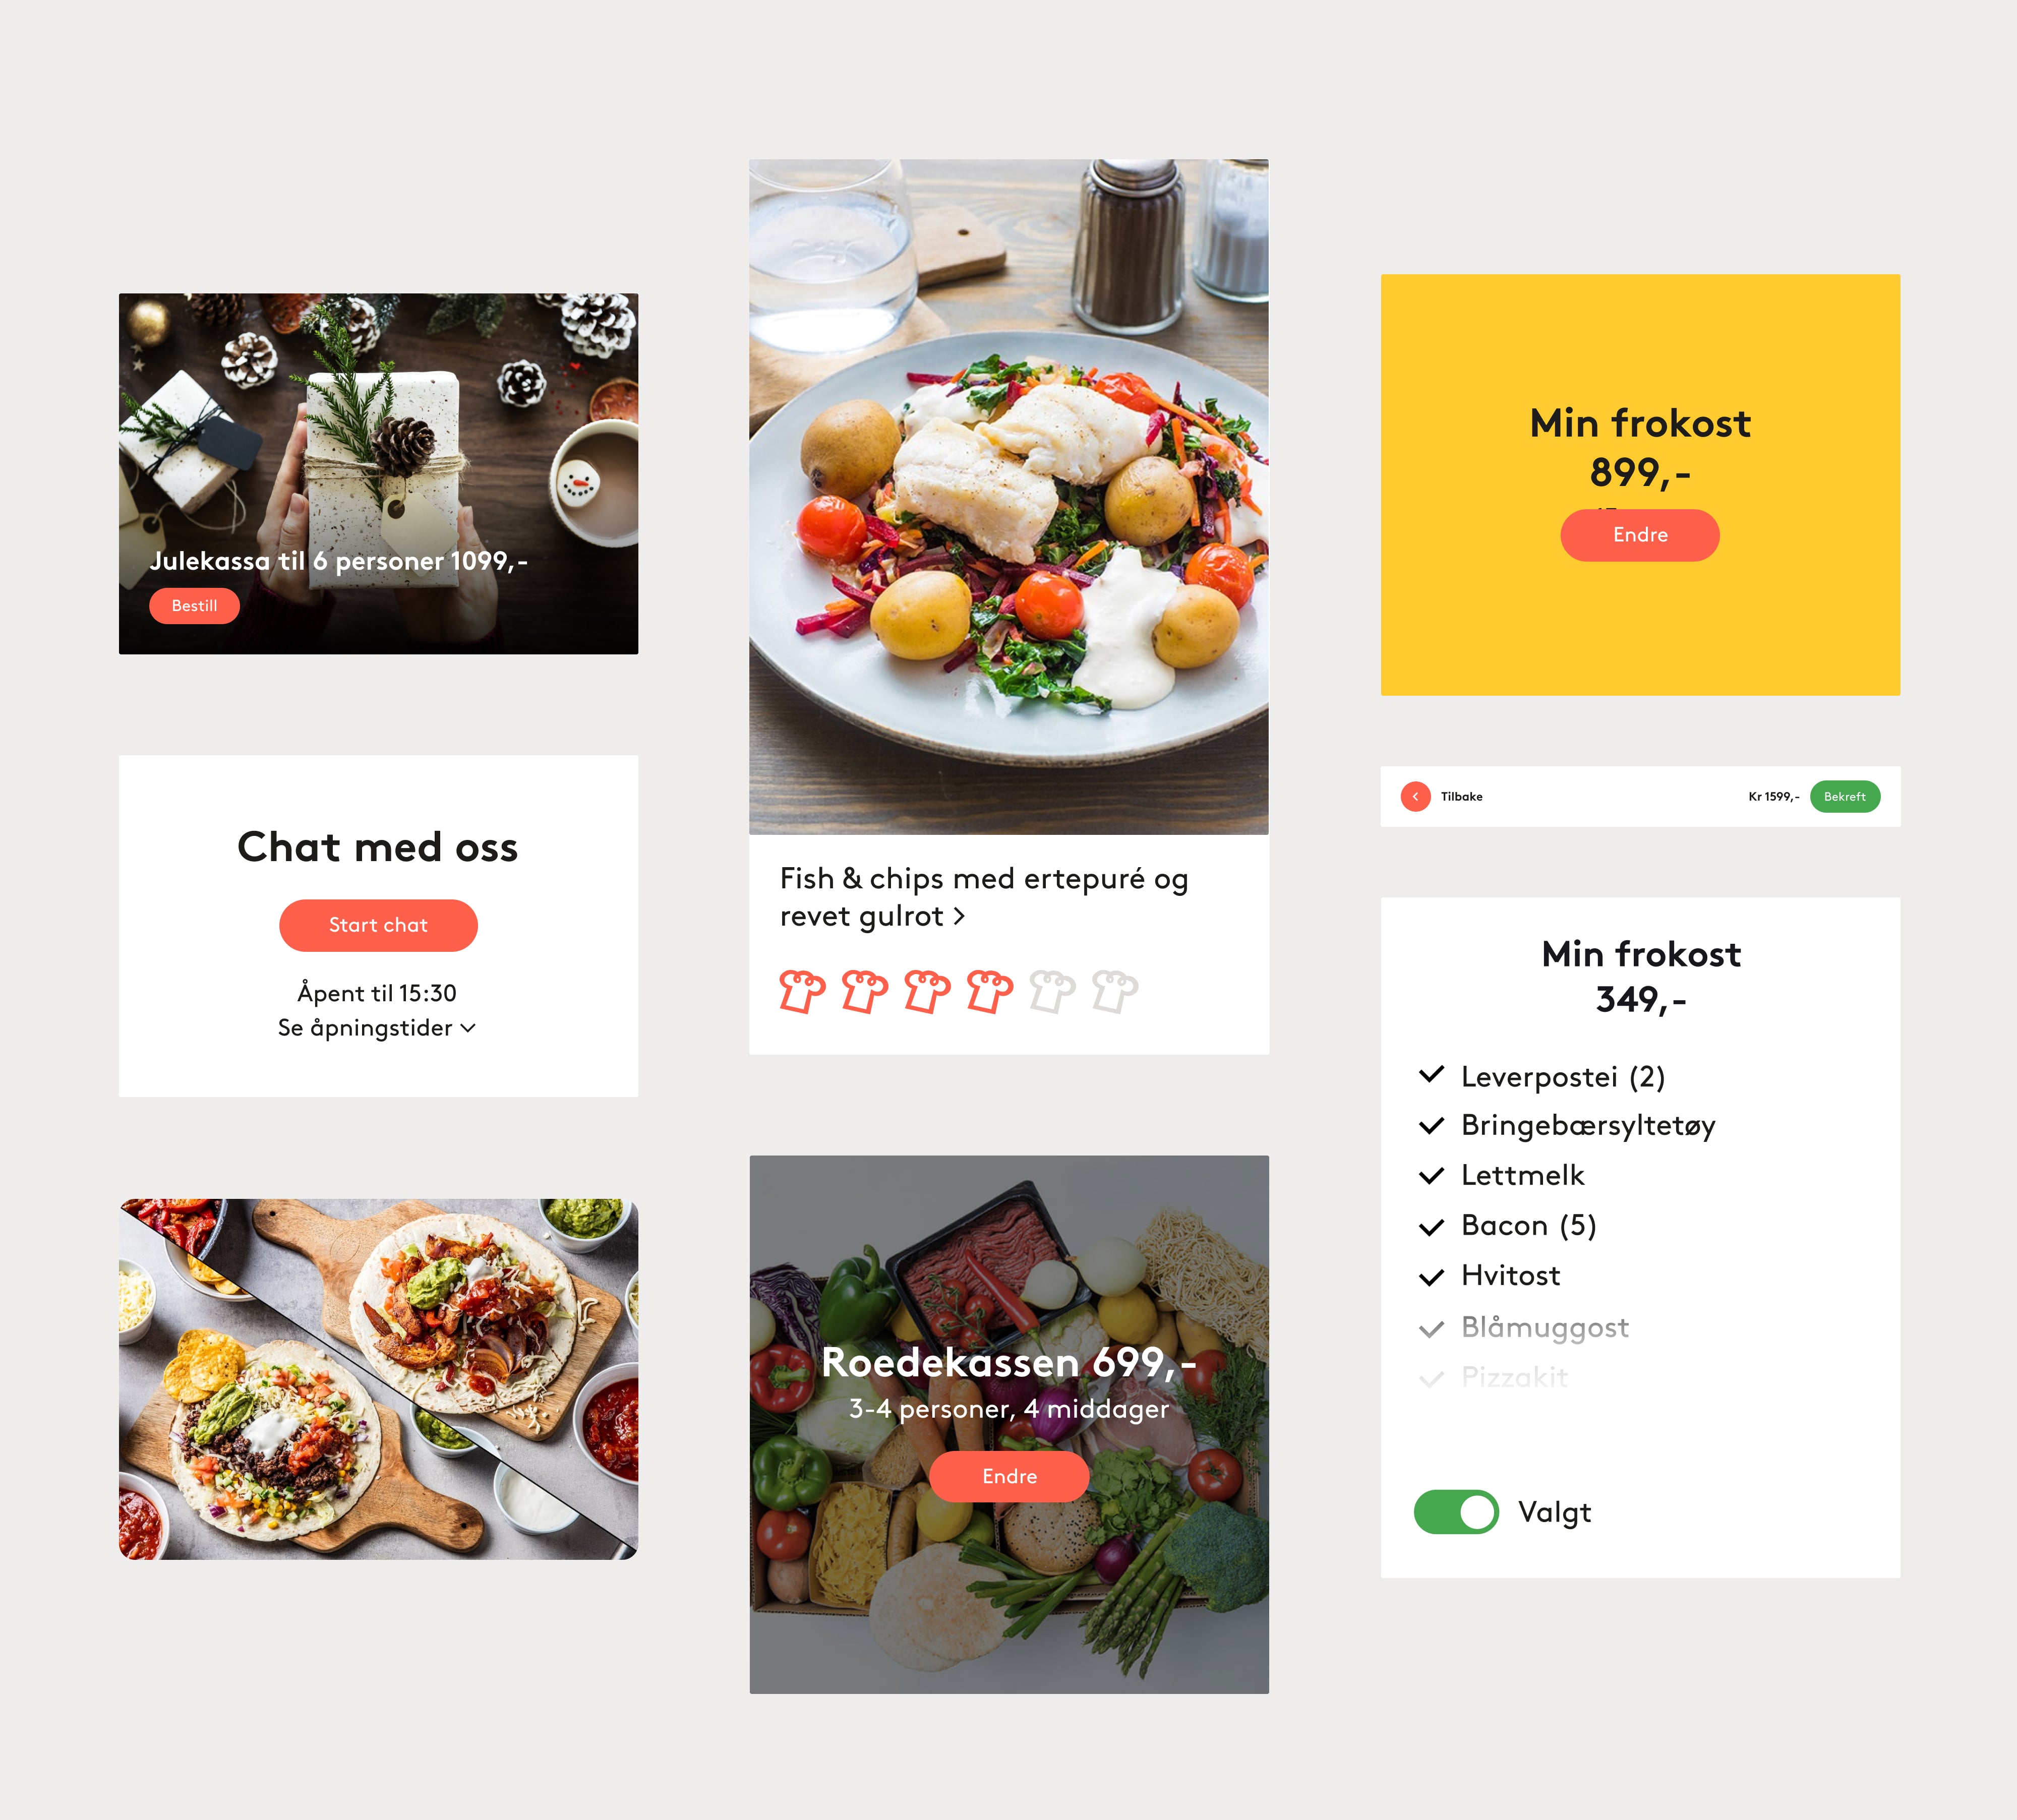 Julekassa til 6 personer 1099,-
Bestill
Chat med oss
Start chat
Åpent til 15:30
Se åpningstider
Fish & chips med ertepuré og
revet gulrot
Roedekassen 699,-
3-4 personer, 4 middager
Endre
Min frokost
899,-
Endre
Tilbake
Kr 1599,-
Bekreft
Min frokost
349,-
Leverpostei (2)
Bringebærsyltetøy
Lettmelk
Bacon (5)
Hvitost
Blåmuggost
Pizzakit
Valgt